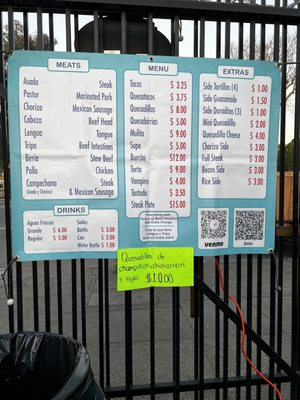 MEATS
Asada Steak
Pastor Marinated Pork
Chorizo Mexican Sausage
Cabeza Beef Head
Lengua Tongue
Tripa Beef Intestines
Birria Stew Beef
Pollo Chicken
Campechano Steak
(Asada y Chorizo) & Mexican Sausage
DRINKS
Aguas Frescas
Grande $ 6.00
Regular $ 5.00
Sodas
Bottle $ 3.00
Can $ 2.00
Water Bottle $ 1.00
MENU
Tacos $ 3.25
Quesatacos $ 3.75
Quesadillas $ 8.00
Quesabirrias $ 5.00
Mulita $ 9.00
Sope $ 5.00
Burrito $12.00
Torta $ 9.00
Vampiro $ 4.00
Tostada $ 3.50
Steak Plate $15.00
EXTRAS
Side Tortillas (4) $ 1.00
Side Guacamole $ 1.50
Side Doraditas (3) $ 1.00
Mini Quesadilla $ 2.00
Quesadilla Cheese $ 4.00
Chorizo Side $ 3.00
Full Steak $ 3.00
Beans Side $ 3.00
Rice Side $ 3.00
venmo
Zelle
Quesadillas de
champiñon, chicharron
y rajas $10.00